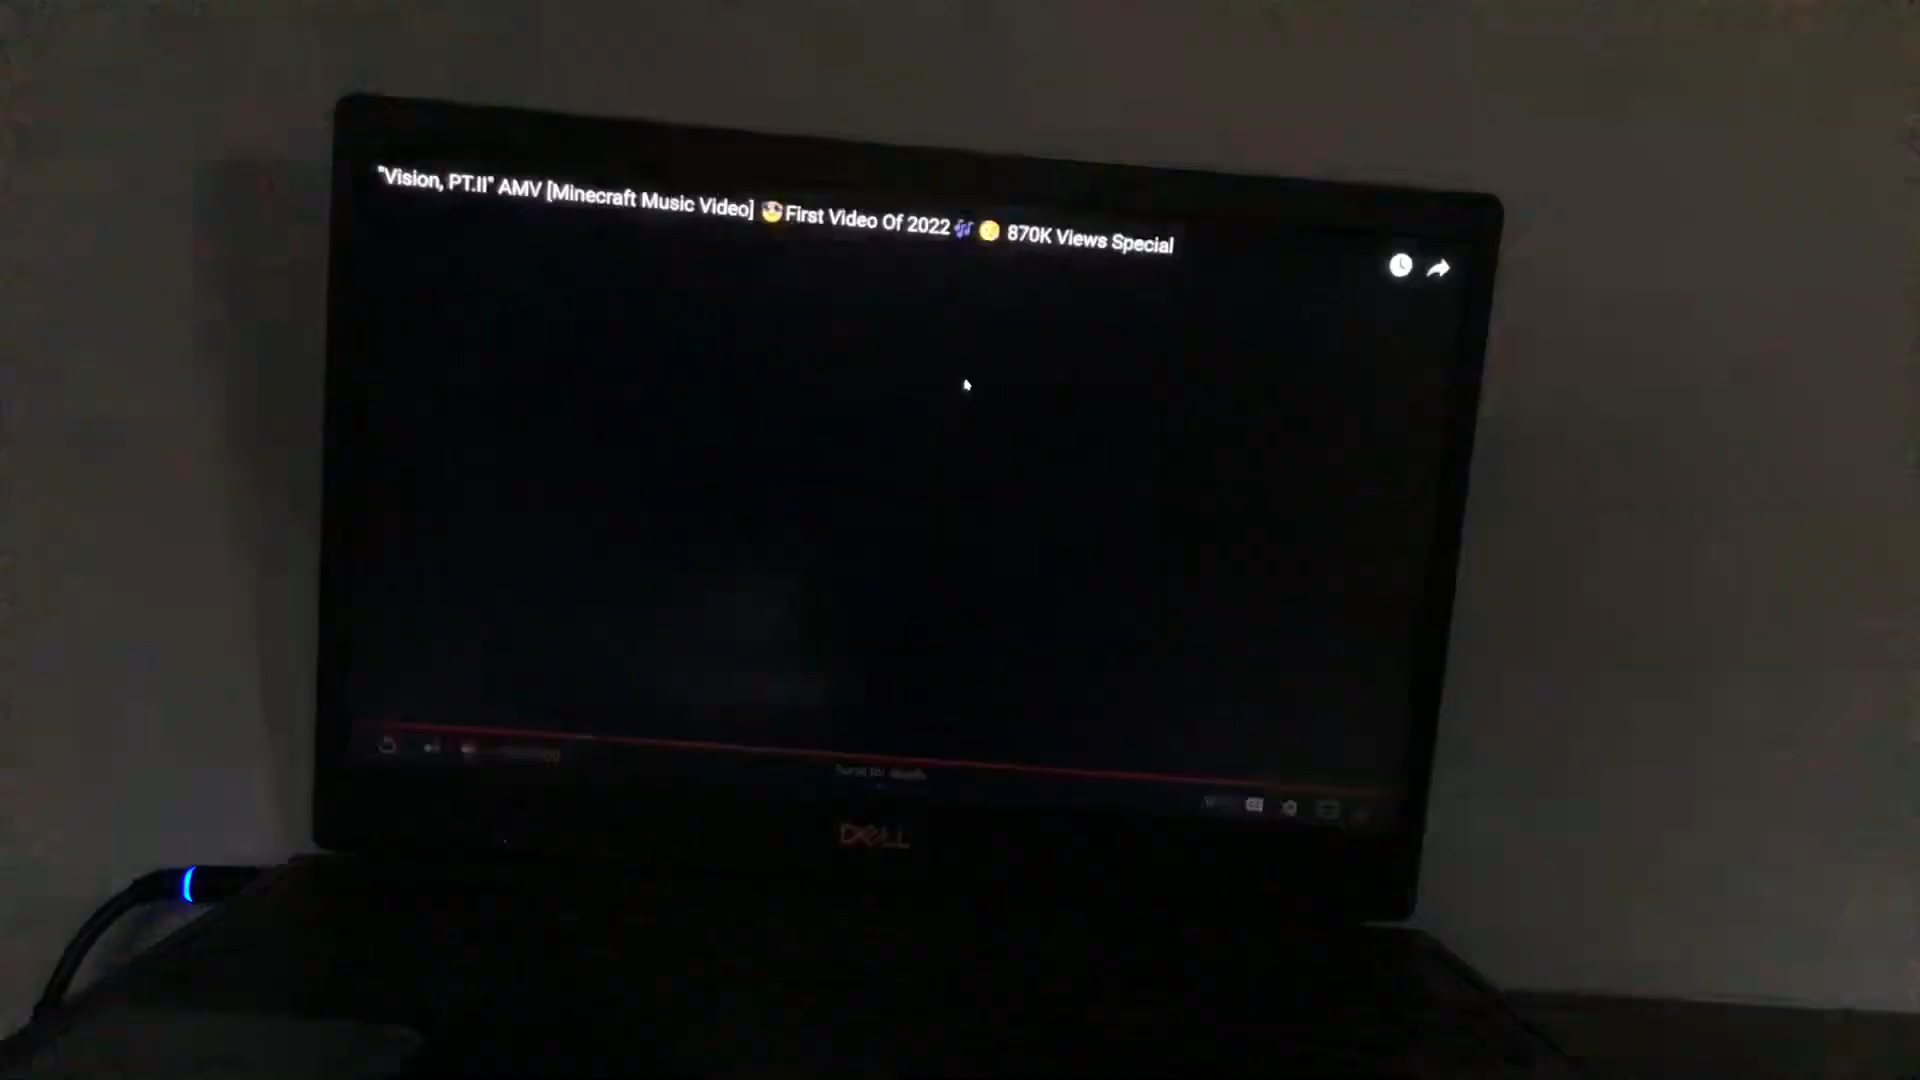 "Vision, PT.II" AMV [Minecraft Music Video] 🤩First Video Of 2022🎶🙂 870K Views Special
DELL